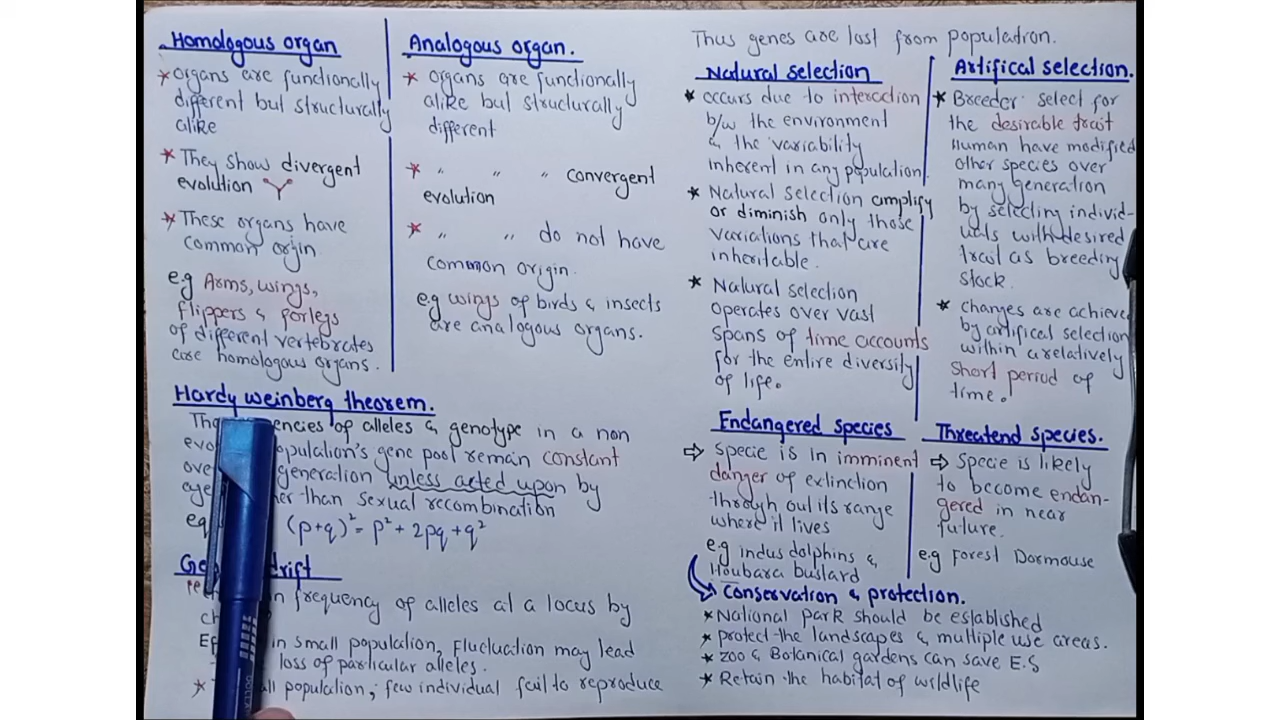 Homologous organ
* Organs are functionally
different but structurally
alike
* They show divergent
evolution
* These organs have
common orgin
e.g Arms, wings,
flippers & forlegs
of different vertebrates
are homologous organs.
Analogous organ.
* organs are functionally
alike but structurally
different
* " " " convergent
evolution
* " " do not have
common origin.
e.g wings of birds & insects
are analogous organs.
Hardy weinberg theorem.
of alleles & genotype in a non
gene pool remain constant
generation unless acted upon by
than sexual recombination
(p+q)² = p² + 2pq + q²
drift
in frequency of alleles at a locus by
in small population, Fluctuation may lead
loss of particular alleles.
* population, few individual fail to reproduce
Thus genes are lost from population.
Natural selection
* occurs due to interaction
b/w the environment
& the variability
inherent in any population.
* Natural selection amplify
or diminish only those
variations that are
inheritable.
* Natural selection
operates over vast
spans of time accounts
for the entire diversity
of life.
Artifical selection.
* Breeder select for
the desirable trait
Human have modified
other species over
many generation
by selecting individ-
uals with desired
trait as breeding
stock.
* changes are achieved
by artifical selection
within a relatively
short period of
time.
Endangered species
⇒ Specie is in imminent
danger of extinction
through out its range
where it lives
e.g indus dolphins &
Houbara bustard
Threatend species.
⇒ Specie is likely
to become endan-
gered in near
future.
e.g Forest Dormouse
Conservation & protection.
* National park should be established
* protect the landscapes & multiple use areas.
* zoo & Botanical gardens can save E.S
* Retain the habitat of wildlife